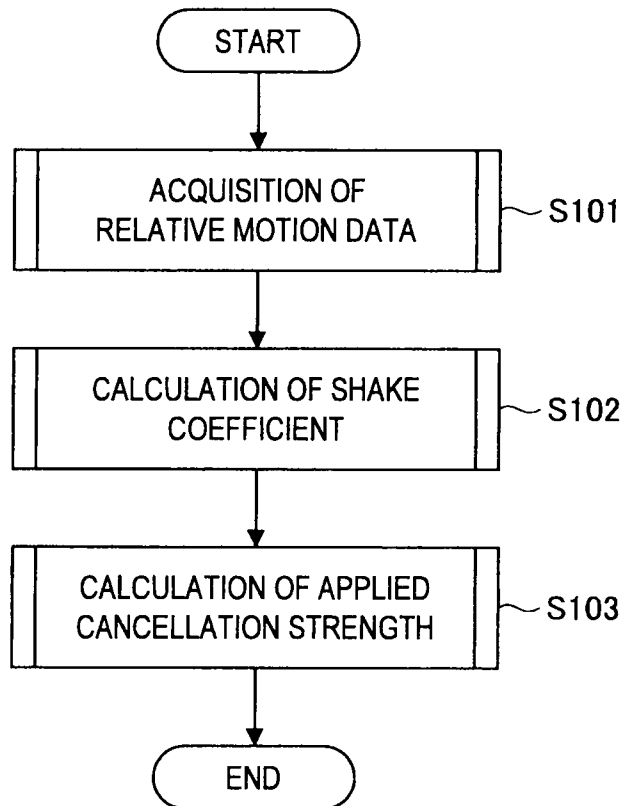 START
ACQUISITION OF
RELATIVE MOTION DATA
S101
CALCULATION OF SHAKE
COEFFICIENT
S102
CALCULATION OF APPLIED
CANCELLATION STRENGTH
S103
END